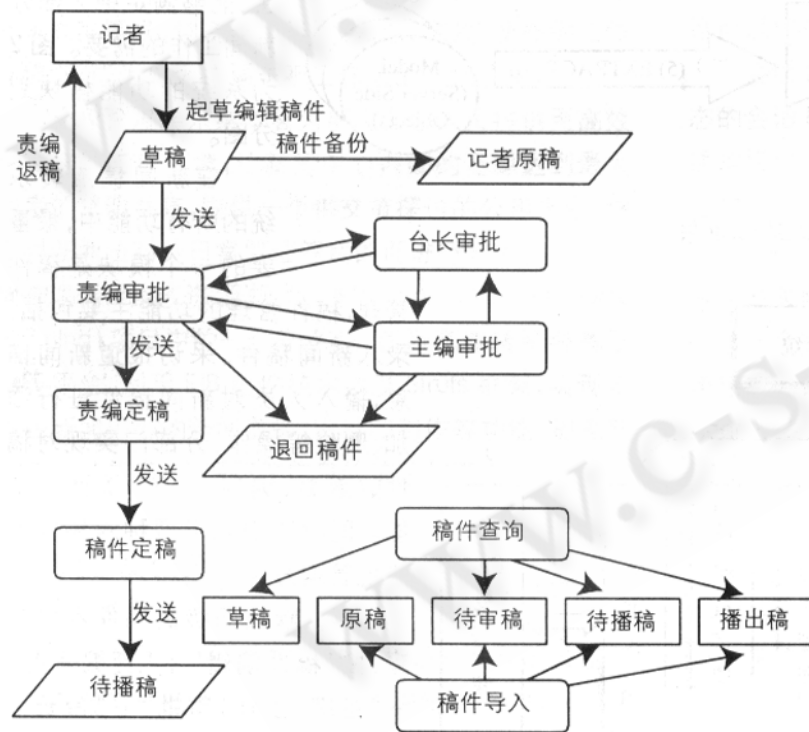 记者
起草编辑稿件
责编
返稿
草稿
稿件备份
记者原稿
发送
台长审批
责编审批
主编审批
发送
责编定稿
退回稿件
发送
稿件定稿
稿件查询
发送
草稿
原稿
待审稿
待播稿
播出稿
待播稿
稿件导入
www.c-s-